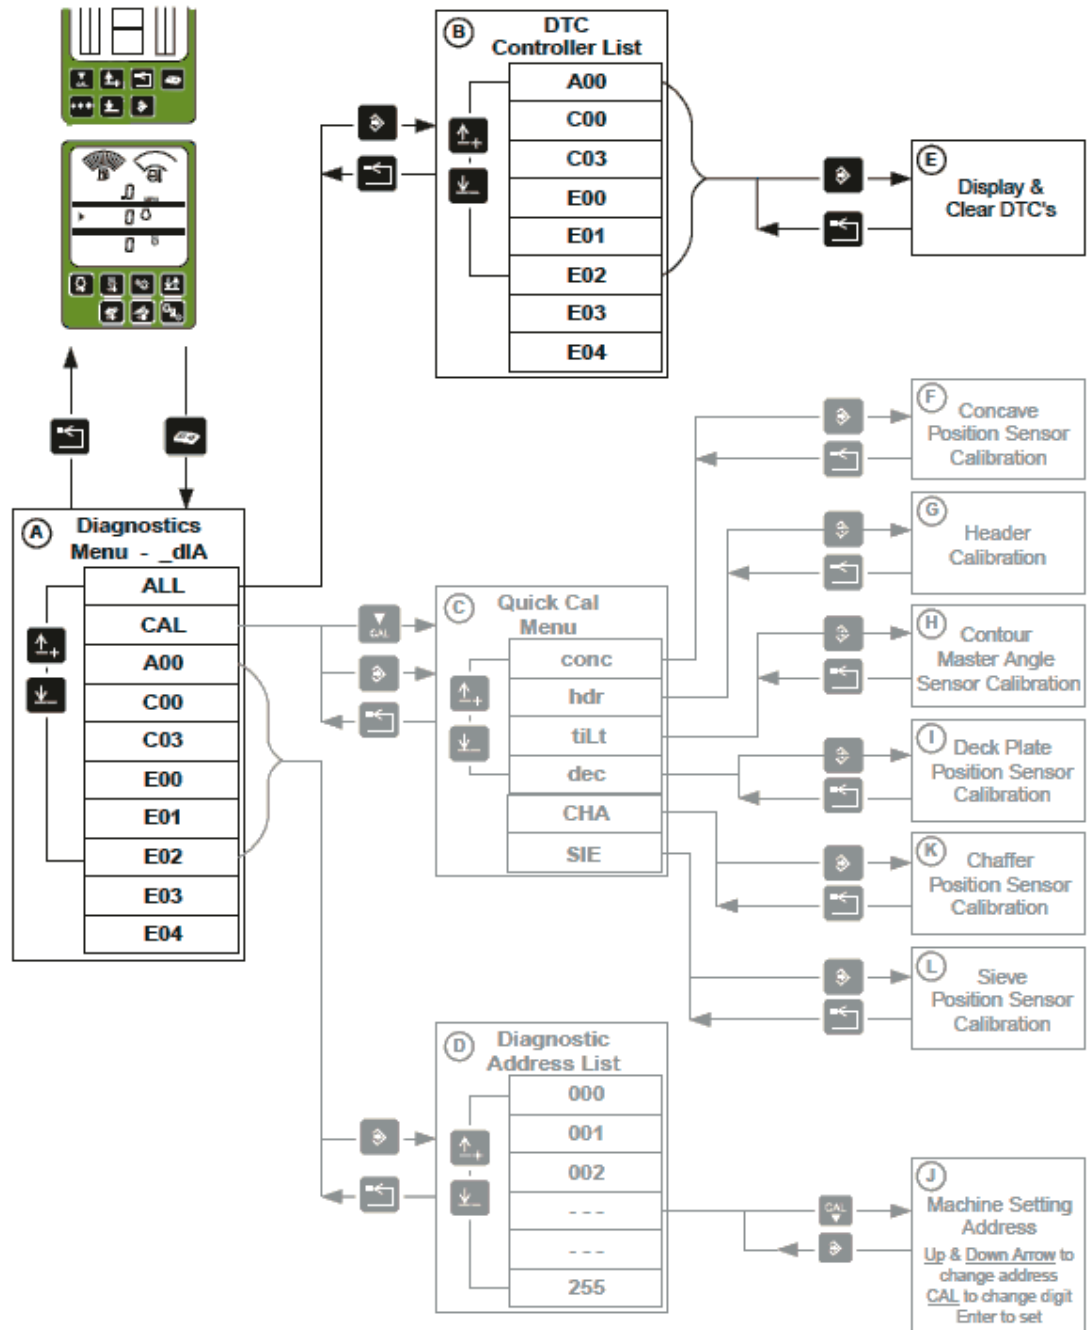 B
DTC
Controller List
A00
C00
C03
E00
E01
E02
E03
E04
E
Display &
Clear DTC's
A
Diagnostics
Menu - _dIA
ALL
CAL
A00
C00
C03
E00
E01
E02
E03
E04
CAL
C
Quick Cal
Menu
conc
hdr
tiLt
dec
CHA
SIE
F
Concave
Position Sensor
Calibration
G
Header
Calibration
H
Contour
Master Angle
Sensor Calibration
I
Deck Plate
Position Sensor
Calibration
K
Chaffer
Position Sensor
Calibration
L
Sieve
Position Sensor
Calibration
D
Diagnostic
Address List
000
001
002
- - -
- - -
255
CAL
J
Machine Setting
Address
Up & Down Arrow to
change address
CAL to change digit
Enter to set